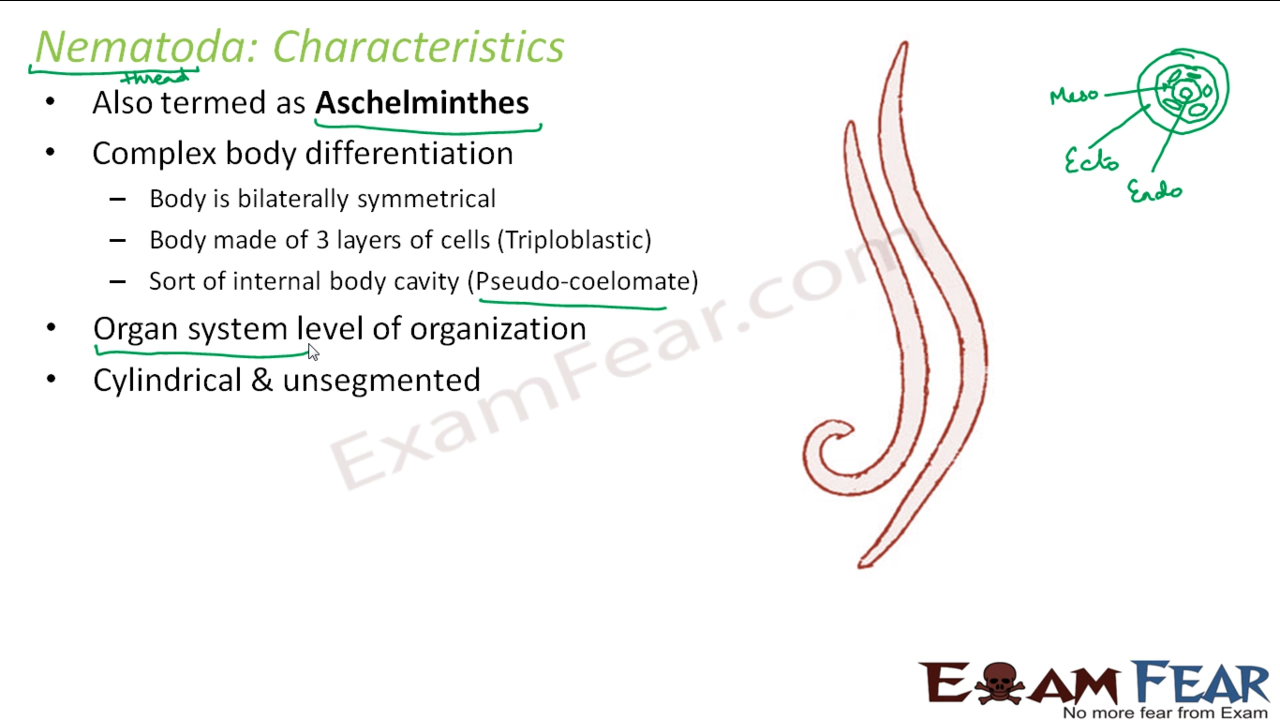 Nematoda: Characteristics
thread
• Also termed as Aschelminthes
• Complex body differentiation
– Body is bilaterally symmetrical
– Body made of 3 layers of cells (Triploblastic)
– Sort of internal body cavity (Pseudo-coelomate)
• Organ system level of organization
• Cylindrical & unsegmented
Meso
Ecto
Endo
ExamFear.com
EXAM FEAR
No more fear from Exam